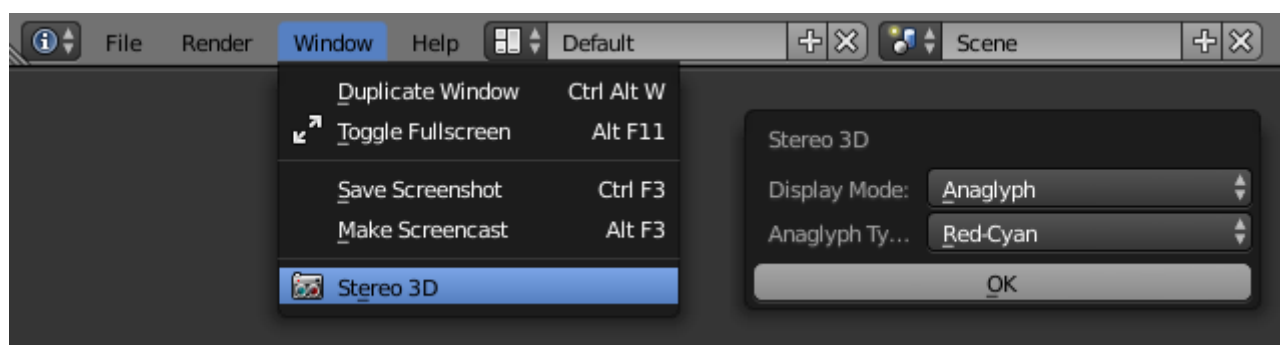 File Render Window Help Default Scene
Duplicate Window Ctrl Alt W
Toggle Fullscreen Alt F11
Save Screenshot Ctrl F3
Make Screencast Alt F3
Stereo 3D
Stereo 3D
Display Mode: Anaglyph
Anaglyph Ty... Red-Cyan
OK